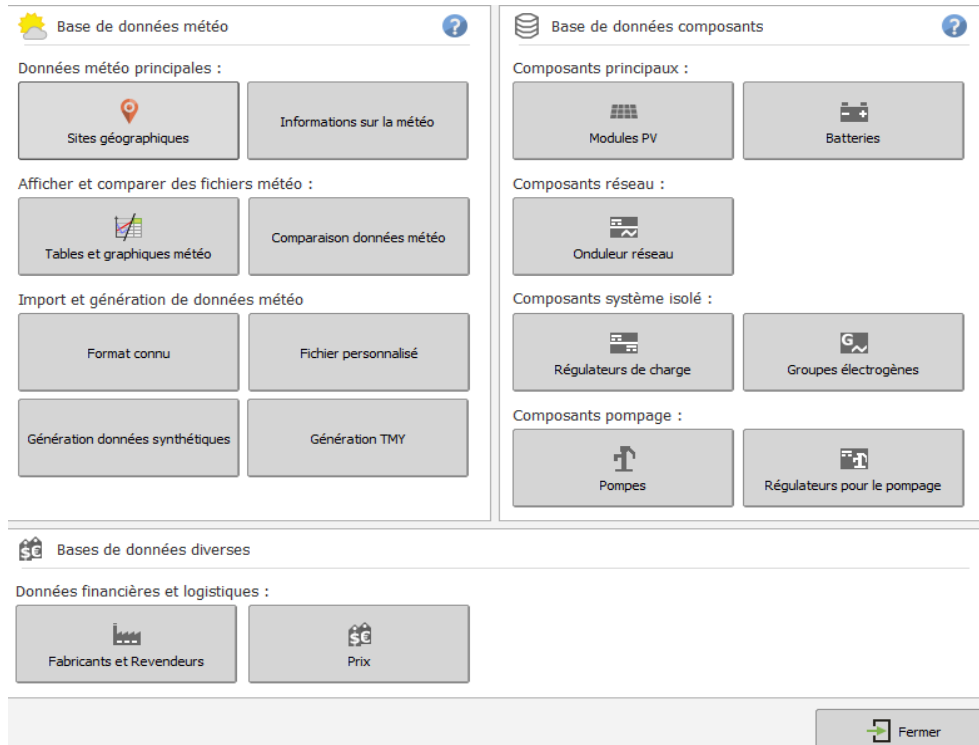 Base de données météo
Données météo principales :
Sites géographiques
Informations sur la météo
Afficher et comparer des fichiers météo :
Tables et graphiques météo
Comparaison données météo
Import et génération de données météo
Format connu
Fichier personnalisé
Génération données synthétiques
Génération TMY
Base de données composants
Composants principaux :
Modules PV
Batteries
Composants réseau :
Onduleur réseau
Composants système isolé :
Régulateurs de charge
G
Groupes électrogènes
Composants pompage :
Pompes
Régulateurs pour le pompage
$€ Bases de données diverses
Données financières et logistiques :
Fabricants et Revendeurs
$€
Prix
Fermer